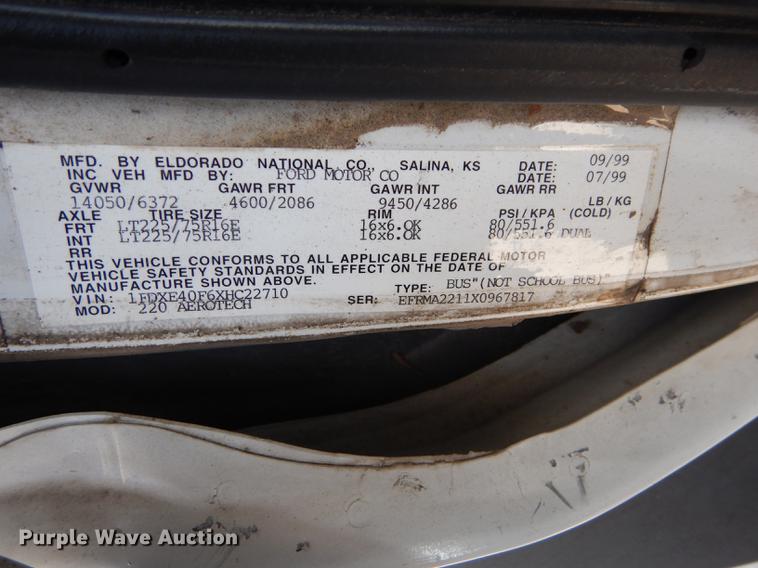 MFD. BY ELDORADO NATIONAL CO., SALINA, KS DATE: 09/99
INC VEH MFD BY: FORD MOTOR CO DATE: 07/99
GVWR GAWR FRT GAWR INT GAWR RR
14050/6372 4600/2086 9450/4286 LB / KG
AXLE TIRE SIZE RIM PSI / KPA (COLD)
FRT LT225/75R16E 16x6.0K 80/551.6
INT LT225/75R16E 16x6.0K 80/551.6 DUAL
RR
THIS VEHICLE CONFORMS TO ALL APPLICABLE FEDERAL MOTOR
VEHICLE SAFETY STANDARDS IN EFFECT ON THE DATE OF
MANUFACTURE SHOWN ABOVE. TYPE: BUS"(NOT SCHOOL BUS)"
VIN: 1FDXE40F6XHC22710 SER: EFRMA2211X0967817
MOD: 220 AEROTECH
Purple Wave Auction